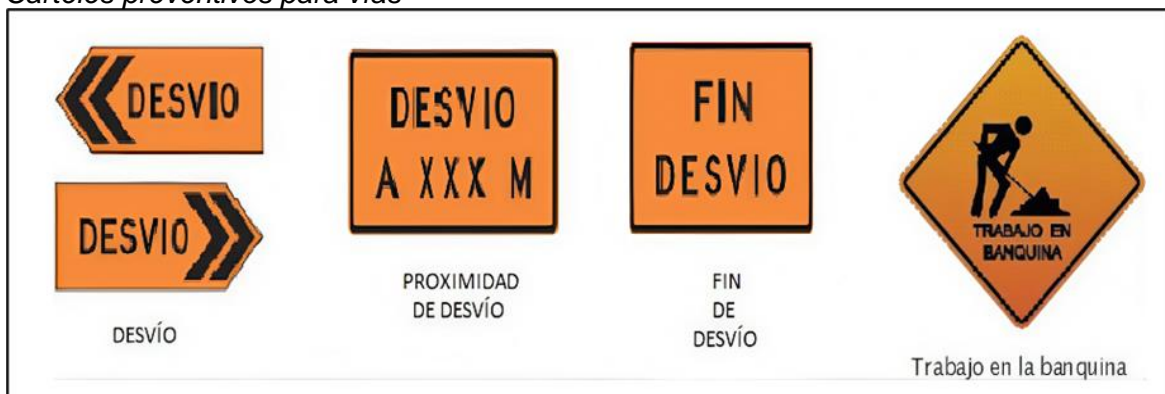 Carteles preventivos para vías
DESVIO
DESVIO
DESVÍO
DESVIO
A XXX M
PROXIMIDAD
DE DESVÍO
FIN
DESVIO
FIN
DE
DESVÍO
TRABAJO EN
BANQUINA
Trabajo en la banquina